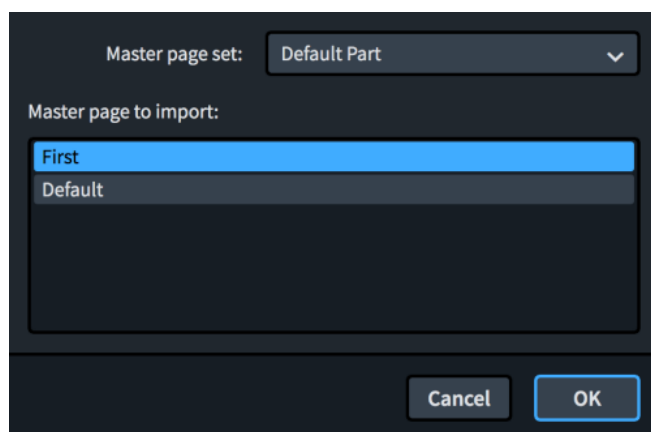 Master page set: Default Part
Master page to import:
First
Default
Cancel OK